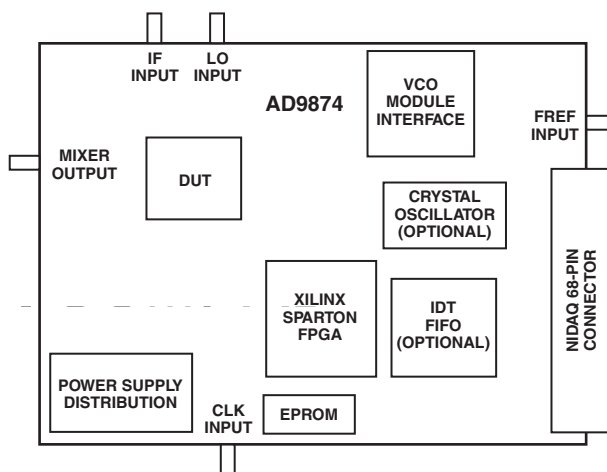 IF
INPUT
LO
INPUT
AD9874
VCO
MODULE
INTERFACE
FREF
INPUT
MIXER
OUTPUT
DUT
CRYSTAL
OSCILLATOR
(OPTIONAL)
XILINX
SPARTON
FPGA
IDT
FIFO
(OPTIONAL)
NIDAQ 68-PIN
CONNECTOR
POWER SUPPLY
DISTRIBUTION
CLK
INPUT
EPROM